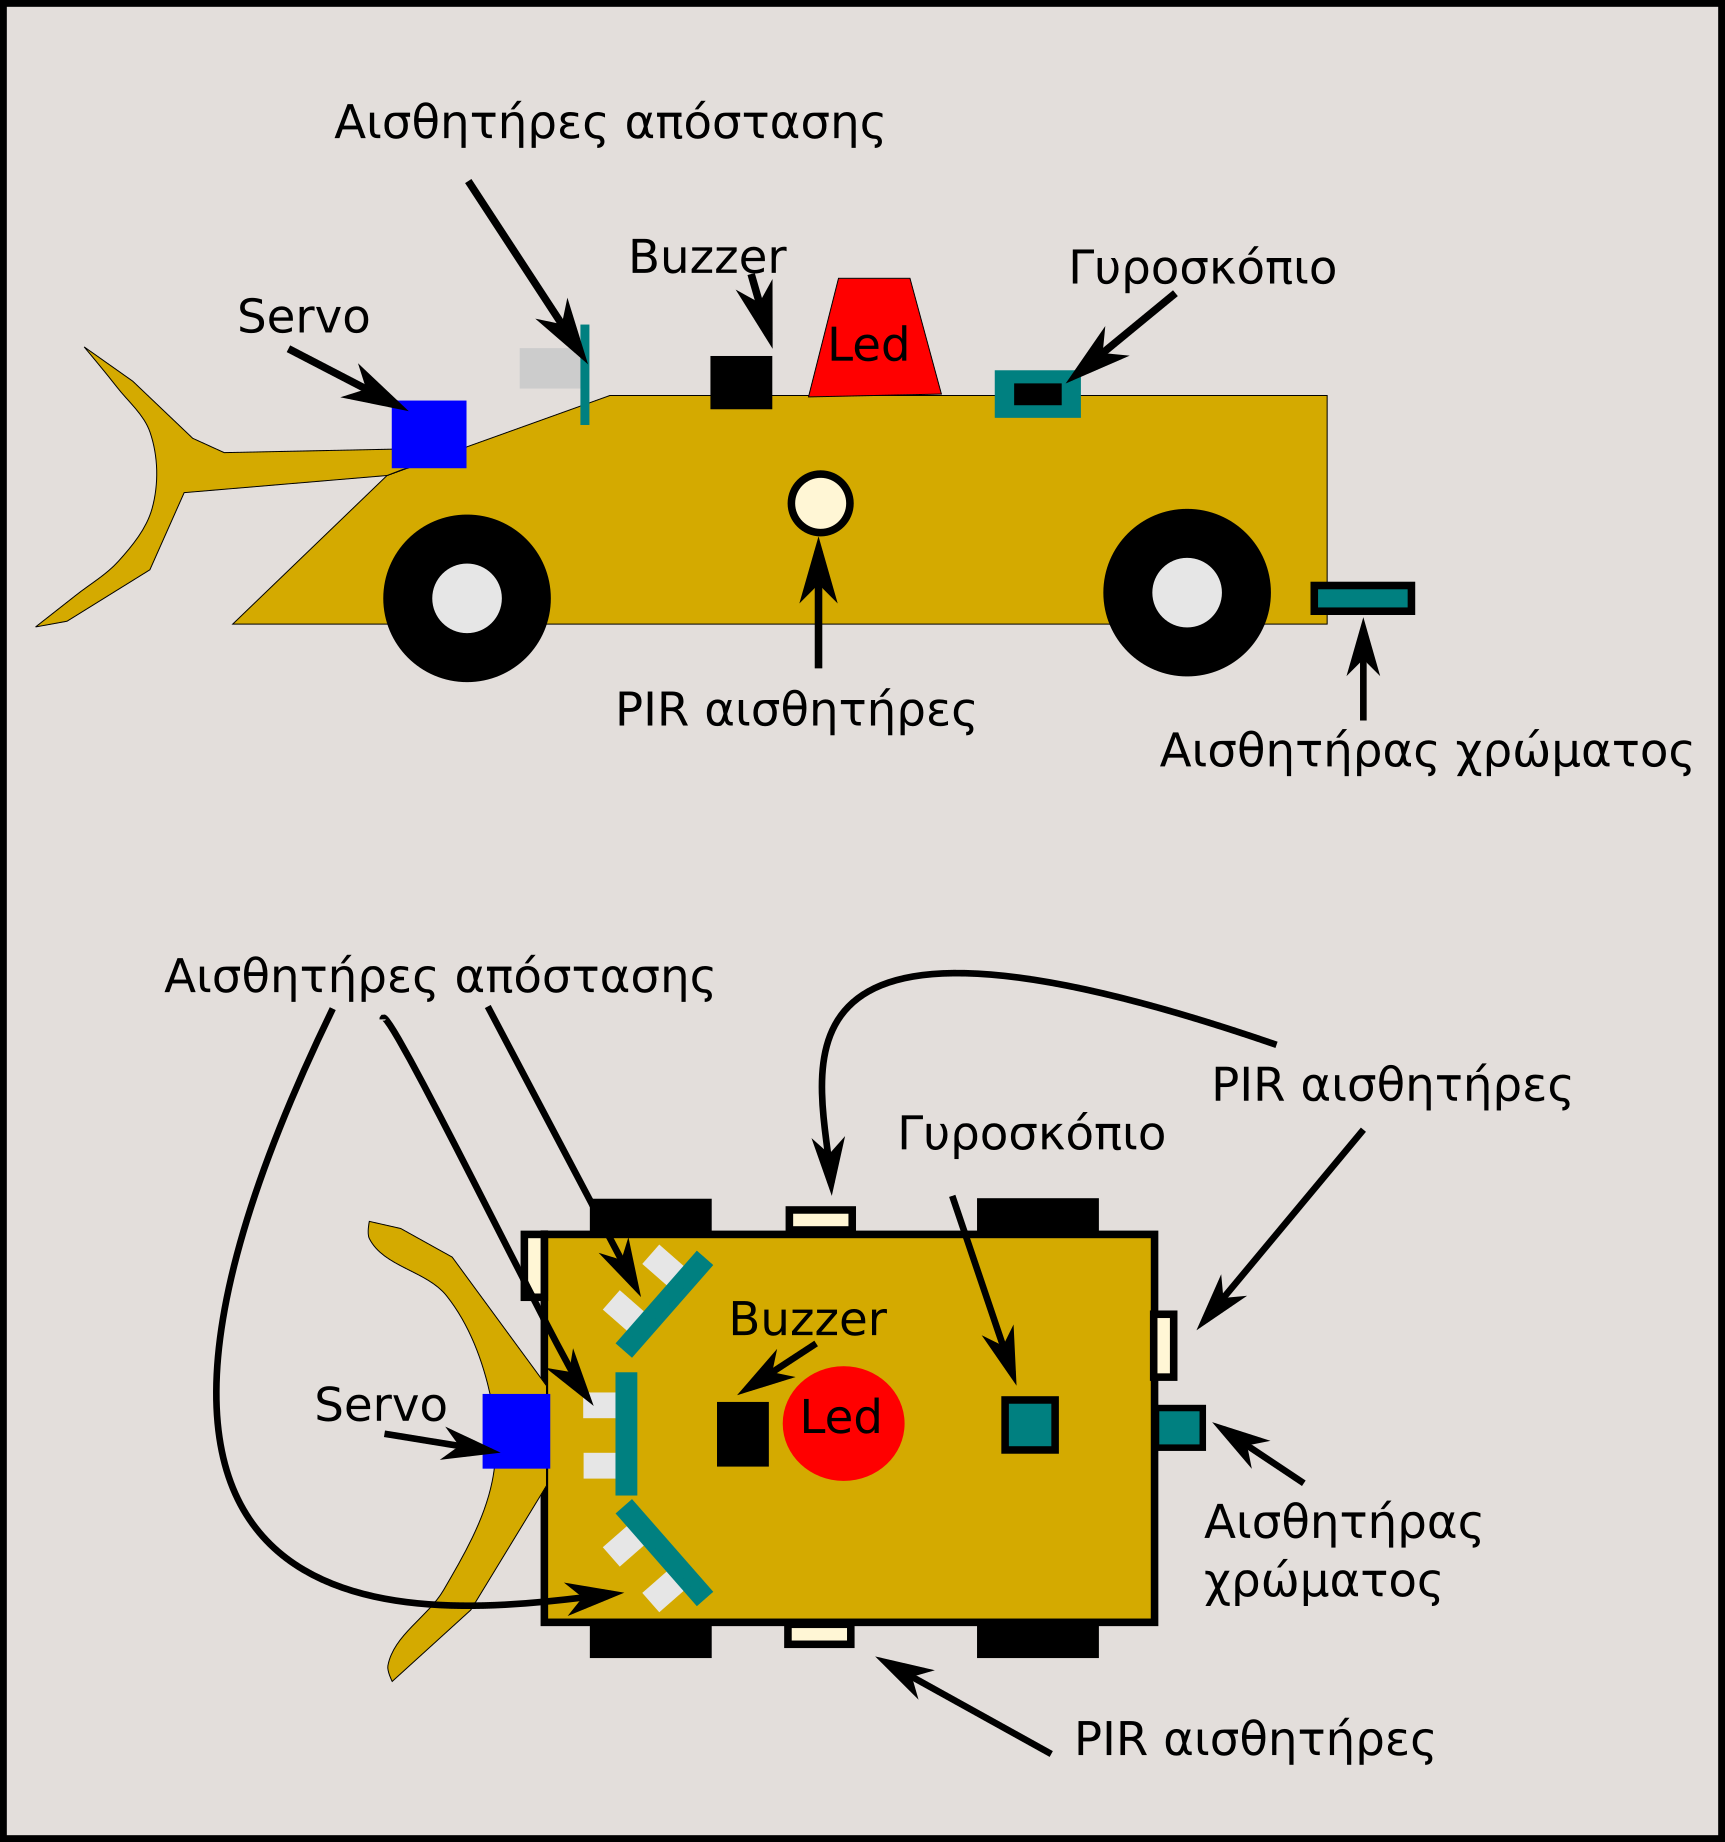 Αισθητήρες απόστασης
Buzzer
Γυροσκόπιο
Servo
Led
PIR αισθητήρες
Αισθητήρας χρώματος
Αισθητήρες απόστασης
PIR αισθητήρες
Γυροσκόπιο
Buzzer
Servo
Led
Αισθητήρας
χρώματος
PIR αισθητήρες